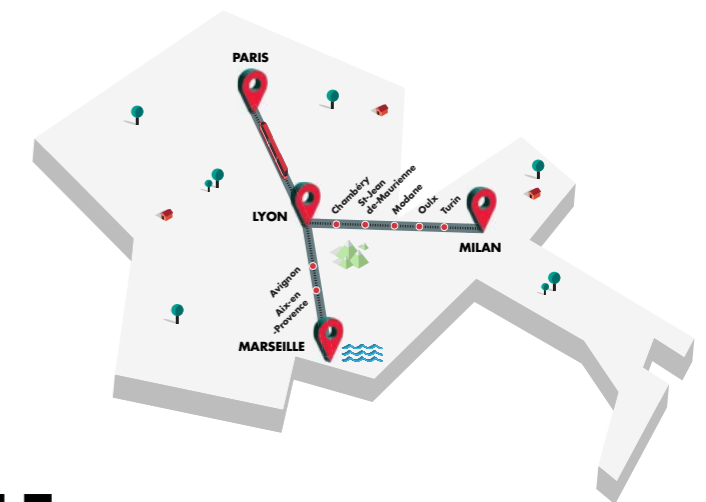 PARIS
LYON
Chambéry
St-Jean
de-Maurienne
Modane
Oulx
Turin
MILAN
Avignon
Aix-en
-Provence
MARSEILLE